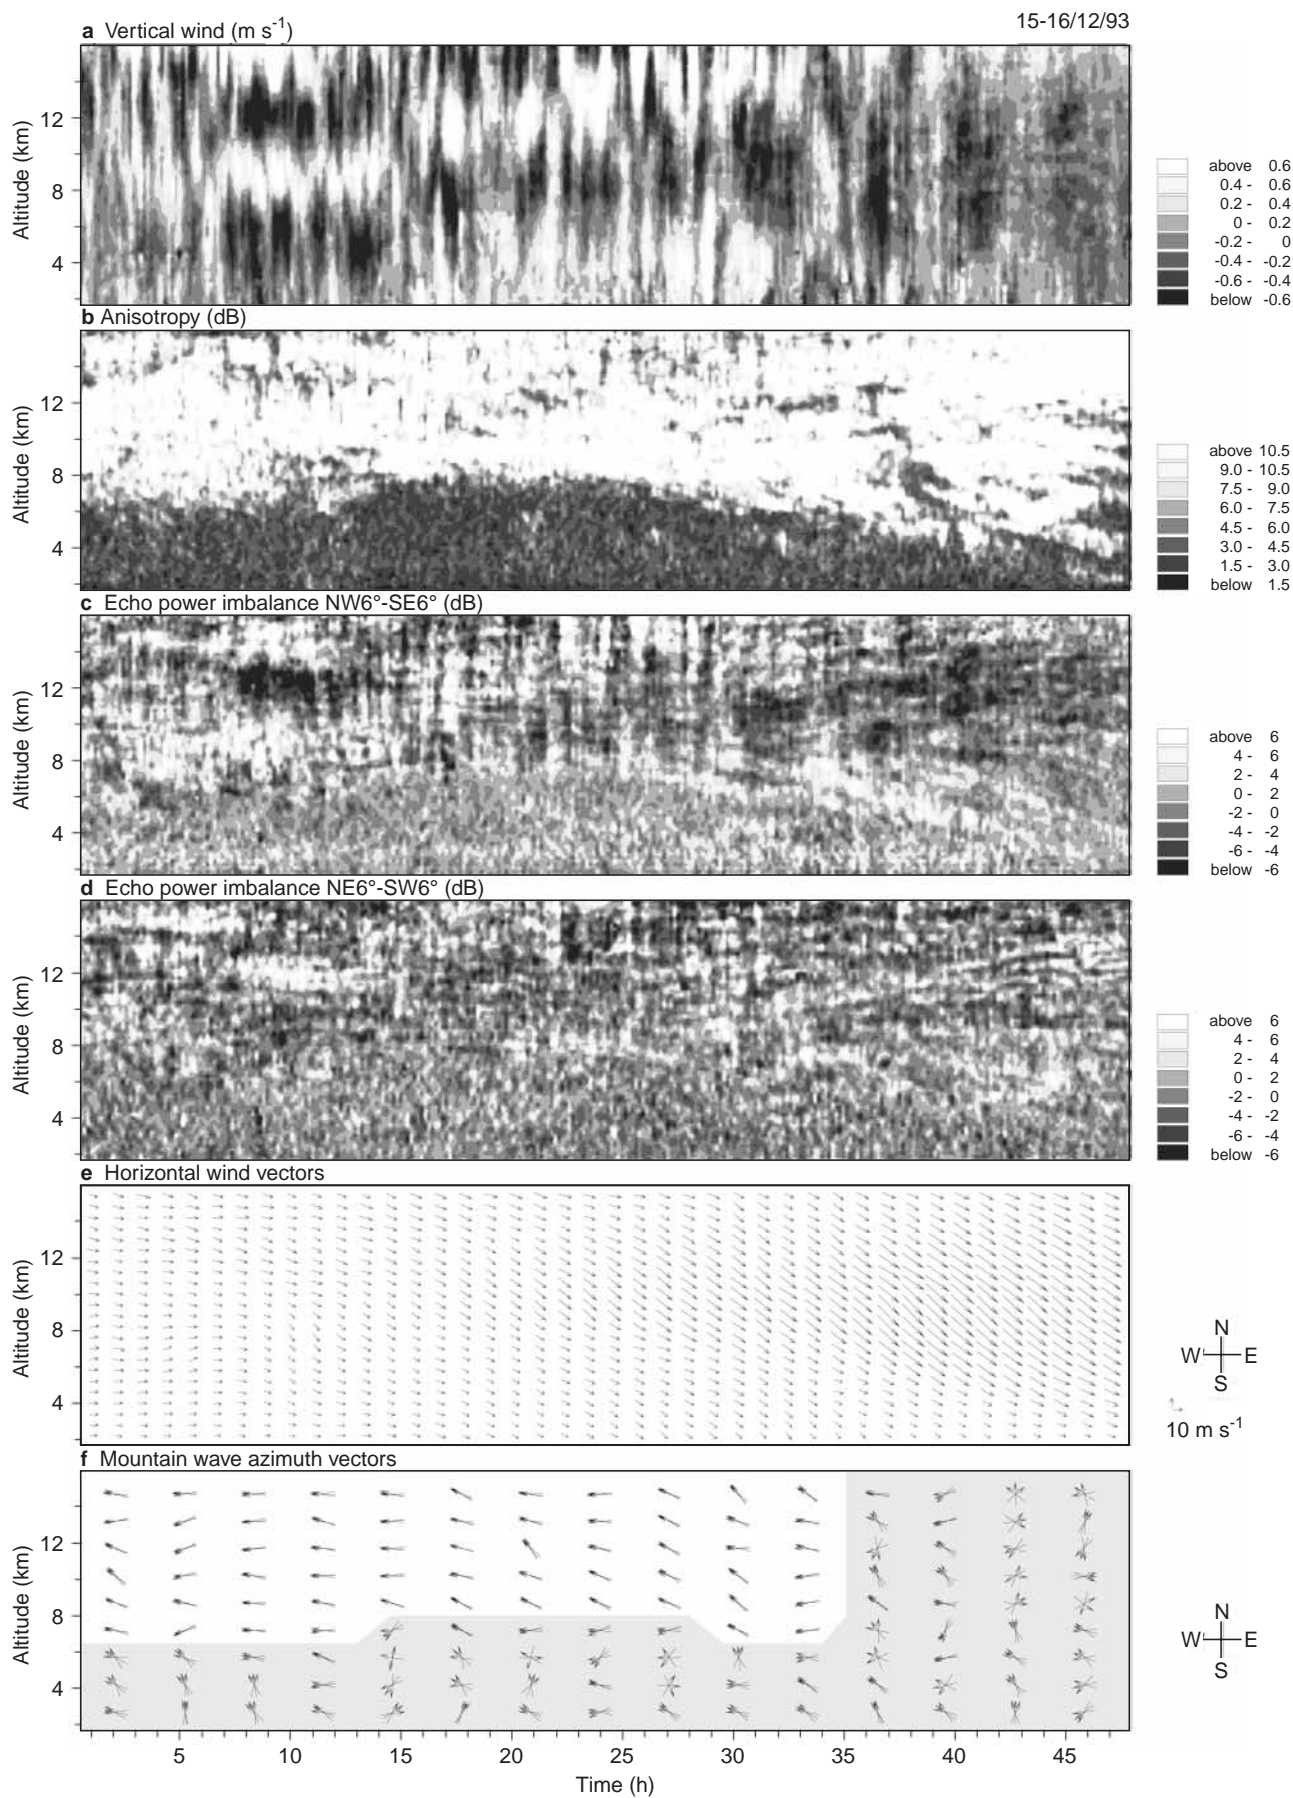 a Vertical wind (m s-1)
15-16/12/93
Altitude (km)
12
8
4
above 0.6
0.4 - 0.6
0.2 - 0.4
0 - 0.2
-0.2 - 0
-0.4 - -0.2
-0.6 - -0.4
below -0.6
b Anisotropy (dB)
Altitude (km)
12
8
4
above 10.5
9.0 - 10.5
7.5 - 9.0
6.0 - 7.5
4.5 - 6.0
3.0 - 4.5
1.5 - 3.0
below 1.5
c Echo power imbalance NW6°-SE6° (dB)
Altitude (km)
12
8
4
above 6
4 - 6
2 - 4
0 - 2
-2 - 0
-4 - -2
-6 - -4
below -6
d Echo power imbalance NE6°-SW6° (dB)
Altitude (km)
12
8
4
above 6
4 - 6
2 - 4
0 - 2
-2 - 0
-4 - -2
-6 - -4
below -6
e Horizontal wind vectors
Altitude (km)
12
8
4
N
W E
S
10 m s-1
f Mountain wave azimuth vectors
Altitude (km)
12
8
4
N
W E
S
5 10 15 20 25 30 35 40 45
Time (h)